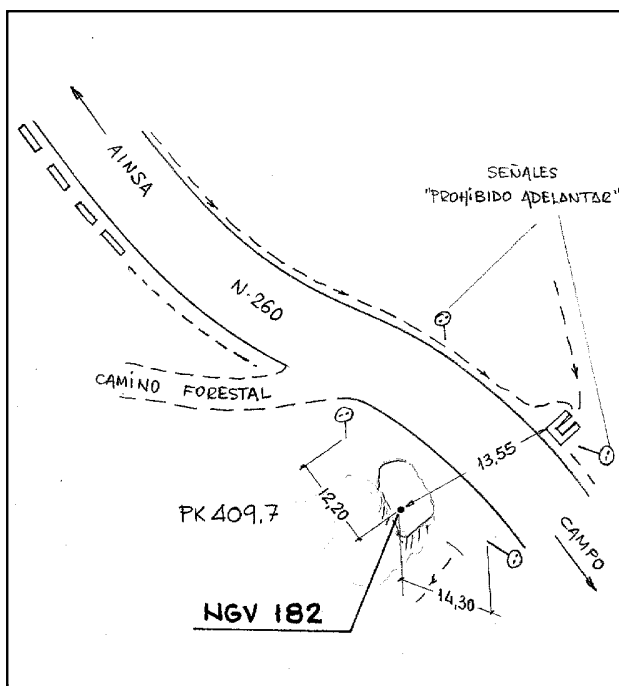 AINSA
SEÑALES
"PROHIBIDO ADELANTAR"
N-260
CAMINO FORESTAL
13,55
12,20
PK 409,7
CAMPO
14,30
NGV 182